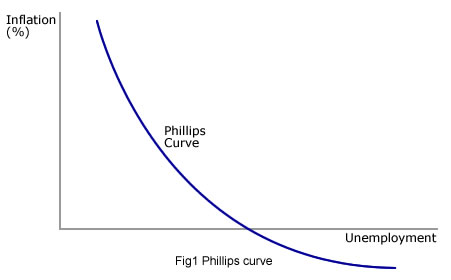 Inflation
(%)
Phillips
Curve
Unemployment
Fig1 Phillips curve